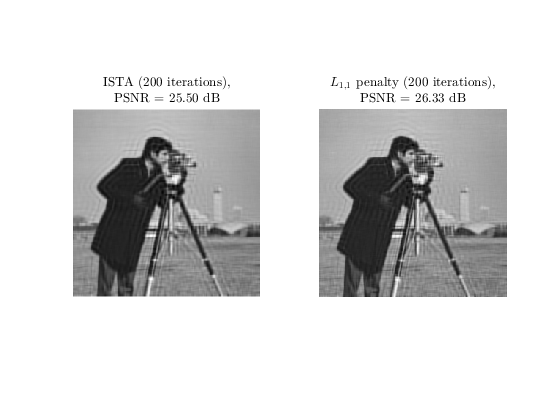 ISTA (200 iterations),
PSNR = 25.50 dB
L₁,₁ penalty (200 iterations),
PSNR = 26.33 dB